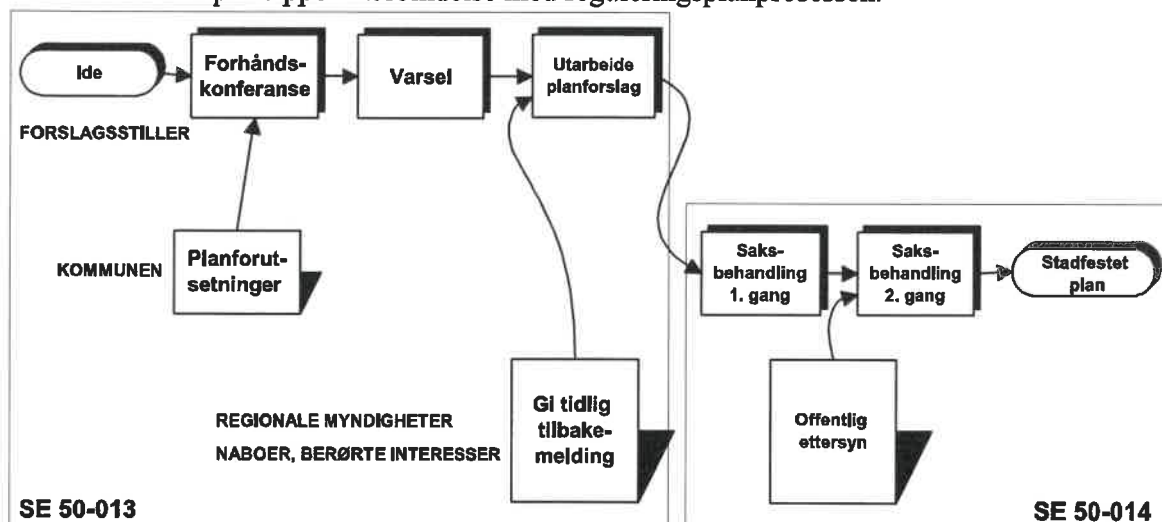 Ide
Forhånds-
konferanse
Varsel
Utarbeide
planforslag
FORSLAGSSTILLER
KOMMUNEN
Planforut-
setninger
Saks-
behandling
1. gang
Saks-
behandling
2. gang
Stadfestet
plan
REGIONALE MYNDIGHETER
NABOER, BERØRTE INTERESSER
Gi tidlig
tilbake-
melding
Offentlig
ettersyn
SE 50-013
SE 50-014